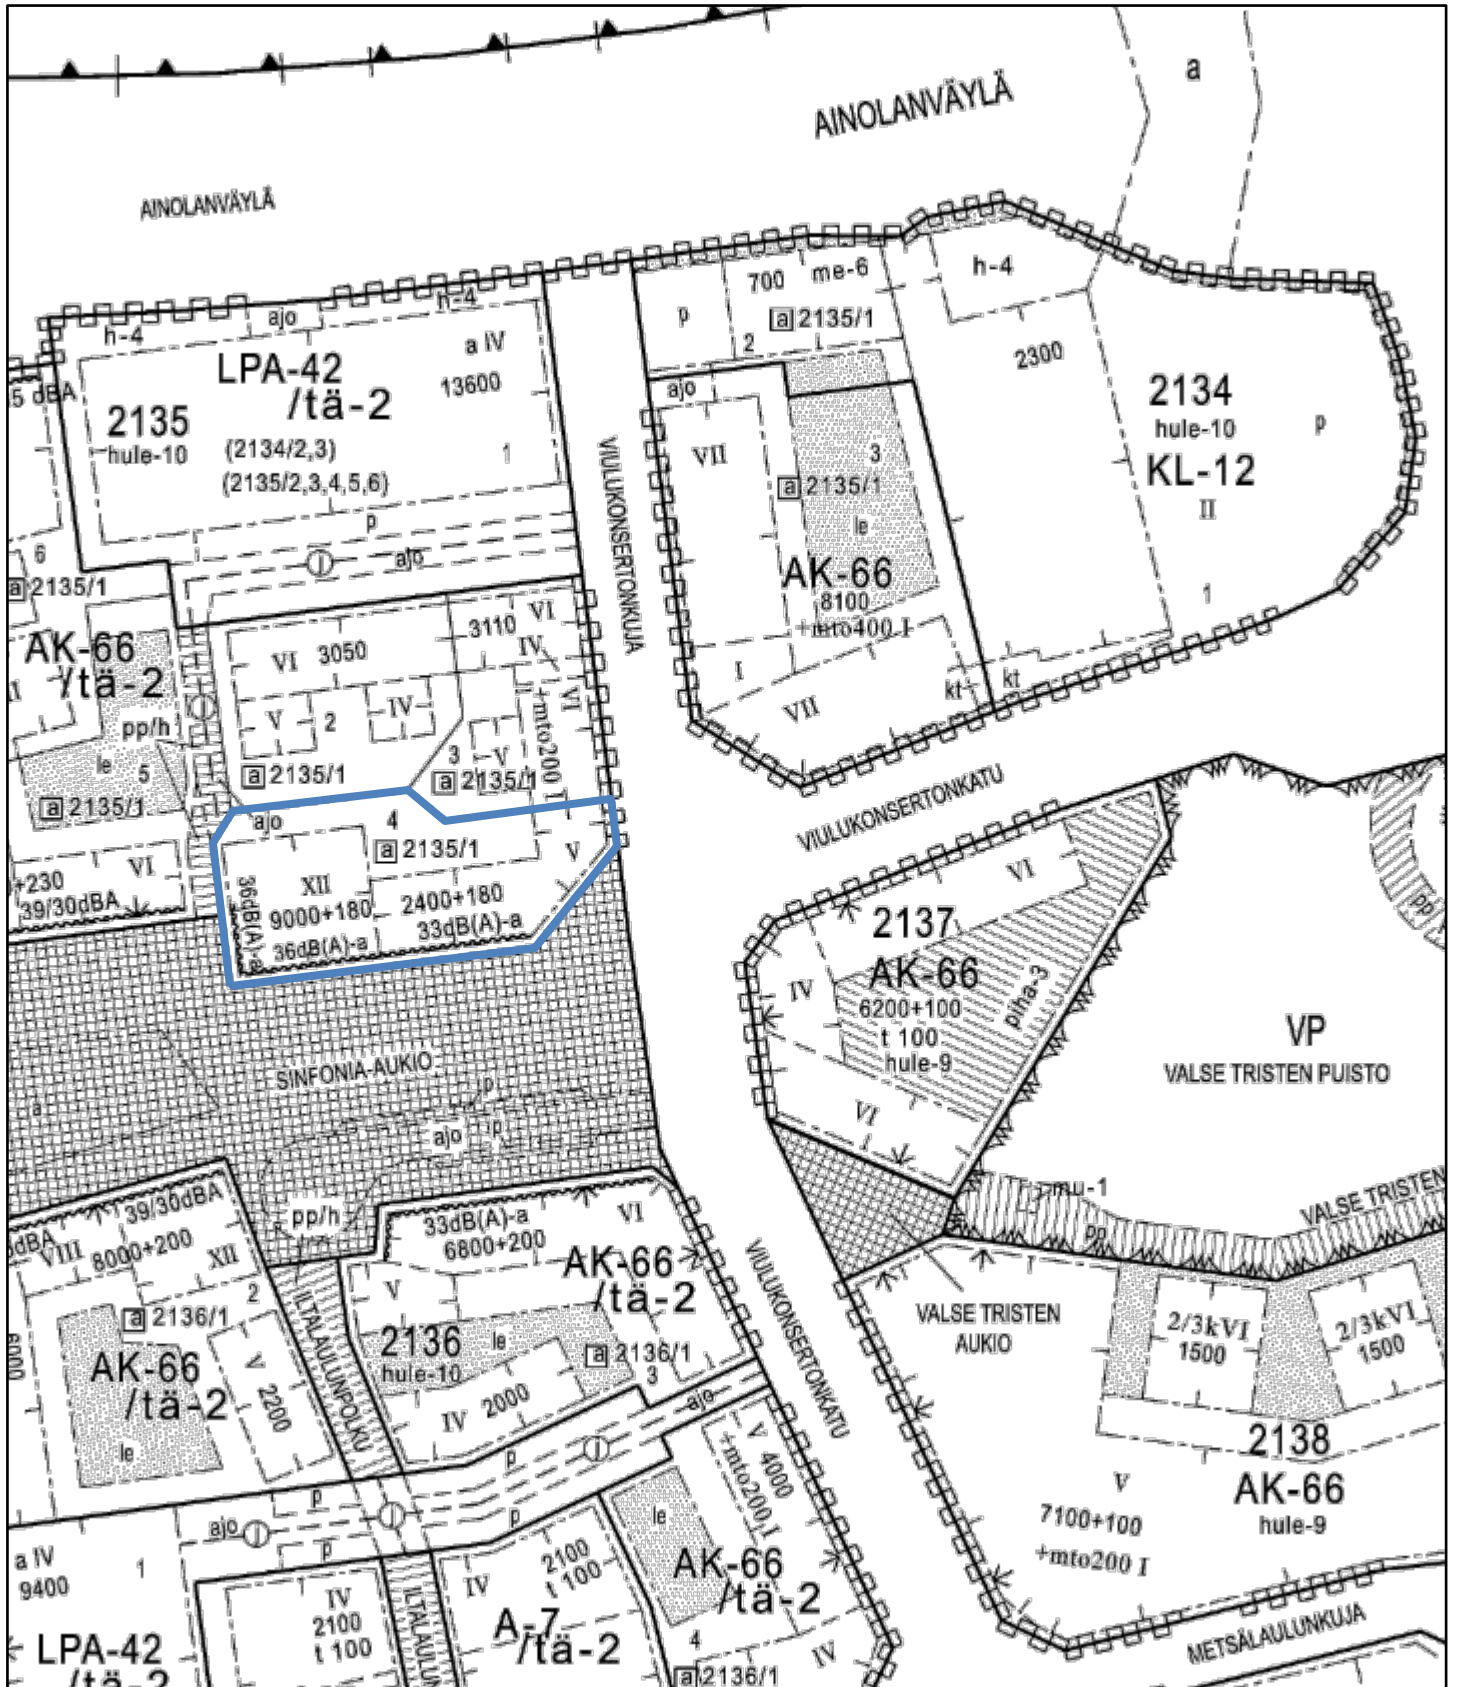 AINOLANVÄYLÄ
a
AINOLANVÄYLÄ
h-4
ajo
h-4
a IV
LPA-42
/tä-2
13600
2135
hule-10
(2134/2,3)
(2135/2,3,4,5,6)
1
p
ajo
p
700
me-6
a 2135/1
2
h-4
2300
2134
hule-10
KL-12
II
p
1
ajo
VII
3
a 2135/1
le
AK-66
8100
+mto400 I
I
VII
kt
kt
VIULUKONSERTONKUJA
5 dBA
6
a 2135/1
AK-66
/tä-2
pp/h
le
5
a 2135/1
VI
+230
39/30dBA
VI
3050
3110
VI
IV
VI
V
2
IV
3
V
+mto200 I
a 2135/1
a 2135/1
ajo
4
a 2135/1
XII
9000+180
36dB(A)-a
36dB(A)-a
2400+180
33dB(A)-a
V
VIULUKONSERTONKATU
VI
2137
AK-66
IV
6200+100
t 100
hule-9
piha-3
VI
VP
VALSE TRISTEN PUISTO
pp
SINFONIA-AUKIO
a
p
ajo
p
pp/h
mu-1
pp
VALSE TRISTEN
39/30dBA
dBA
VIII
8000+200
XII
2
a 2136/1
AK-66
/tä-2
V
2200
le
6000
ILTALAULUNPOLKU
33dB(A)-a
6800+200
VI
AK-66
/tä-2
V
2136
hule-10
le
a 2136/1
3
IV
2000
VIULUKONSERTONKATU
VALSE TRISTEN
AUKIO
2/3kVI
1500
2/3kVI
1500
2138
AK-66
hule-9
V
7100+100
+mto200 I
METSÄLAULUNKUJA
ajo
p
p
p
ajo
p
a IV
9400
1
LPA-42
/tä-2
IV
2100
t 100
ILTALAULUN
IV
2100
t 100
A-7
/tä-2
le
V 4000
+mto200 I
AK-66
/tä-2
4
IV
a 2136/1